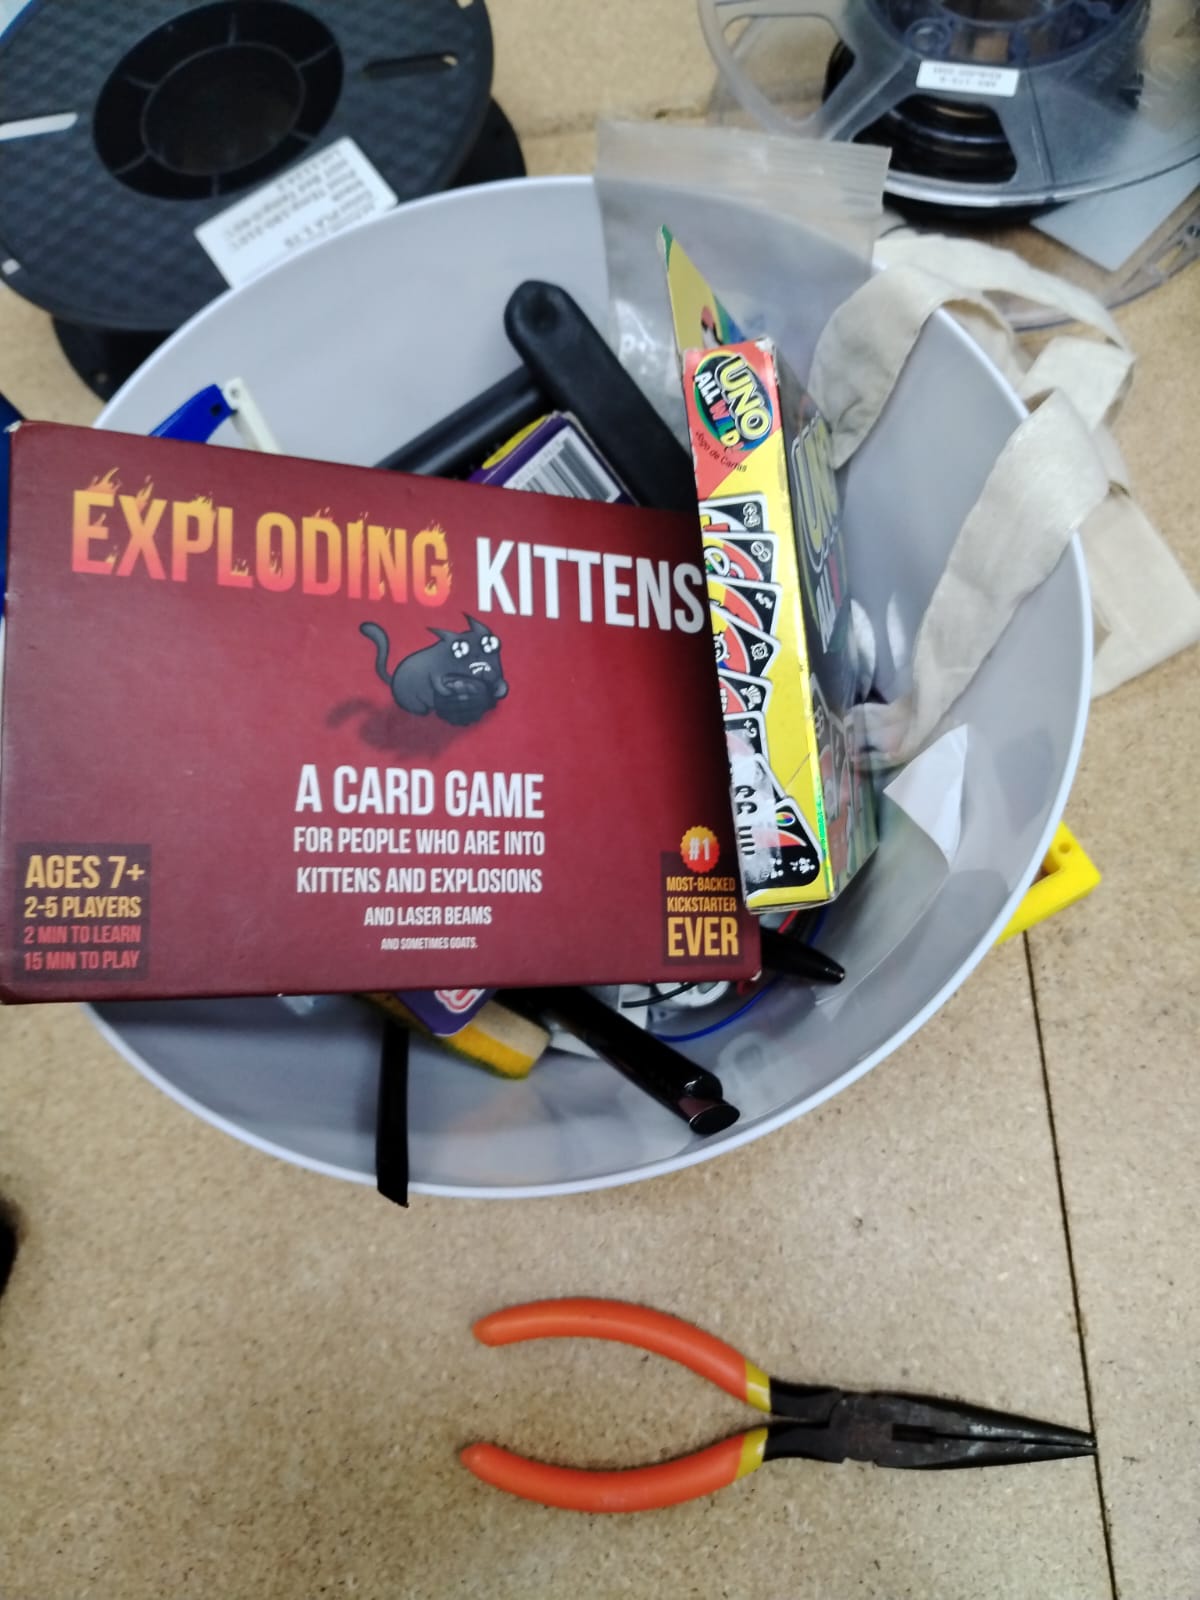 EXPLODING KITTENS
A CARD GAME
FOR PEOPLE WHO ARE INTO
KITTENS AND EXPLOSIONS
AND LASER BEAMS
AND SOMETIMES GOATS.
AGES 7+
2-5 PLAYERS
2 MIN TO LEARN
15 MIN TO PLAY
#1
MOST-BACKED
KICKSTARTER
EVER
UNO
ALL WILD!
de Cartas